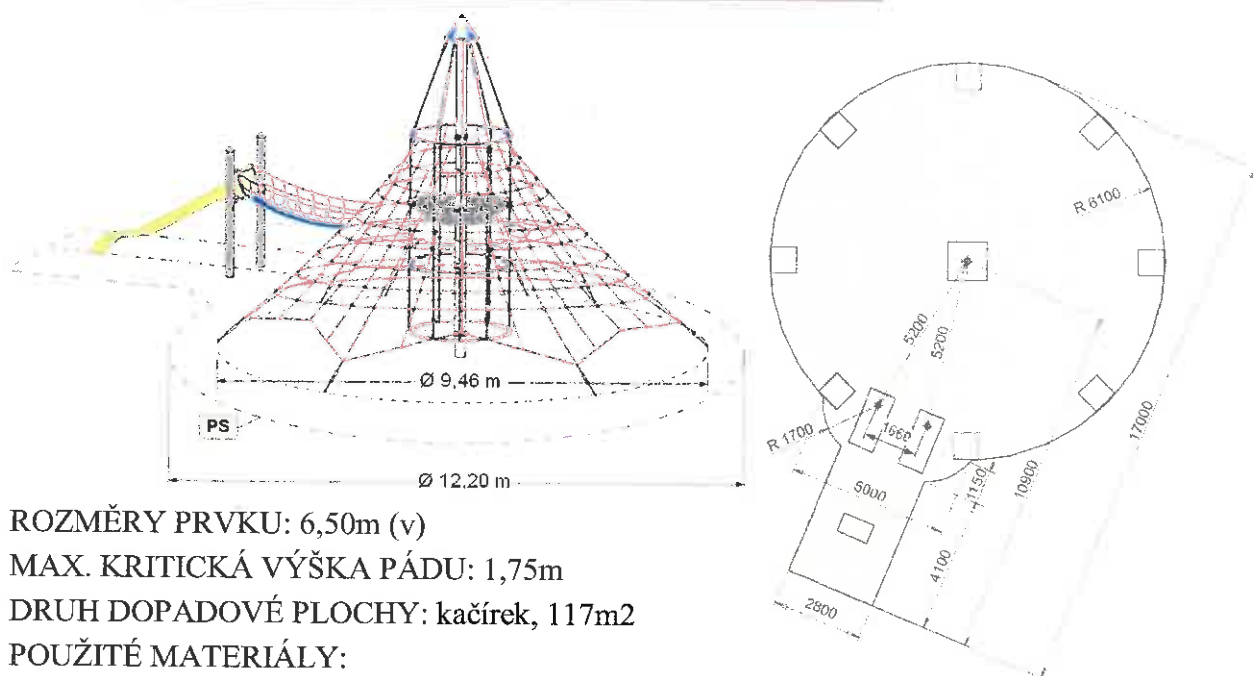 Ø 9,46 m
PS
Ø 12,20 m
R 6100
5200
5200
R 1700
5000
1150
10900
17000
4100
2800
ROZMĚRY PRVKU: 6,50m (v)
MAX. KRITICKÁ VÝŠKA PÁDU: 1,75m
DRUH DOPADOVÉ PLOCHY: kačírek, 117m2
POUŽITÉ MATERIÁLY: